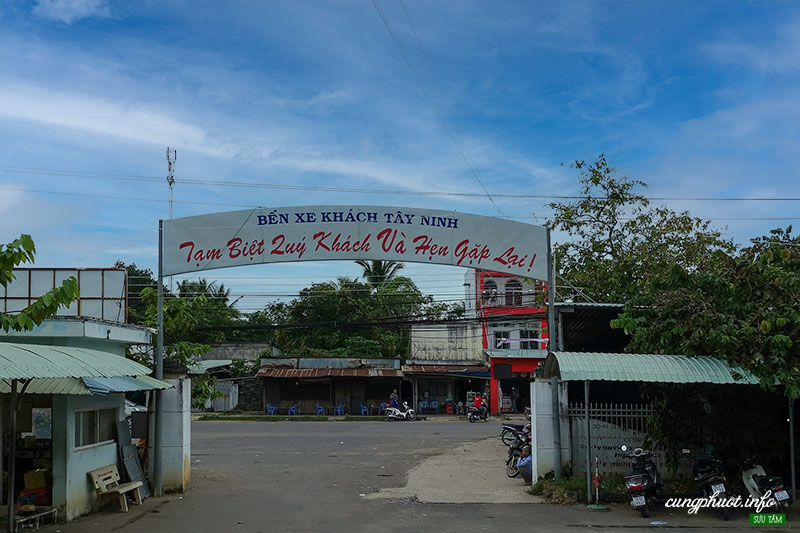 BẾN XE KHÁCH TÂY NINH
Tạm Biệt Quý Khách Và Hẹn Gặp Lại!
cungphuot.info
SƯU TẦM